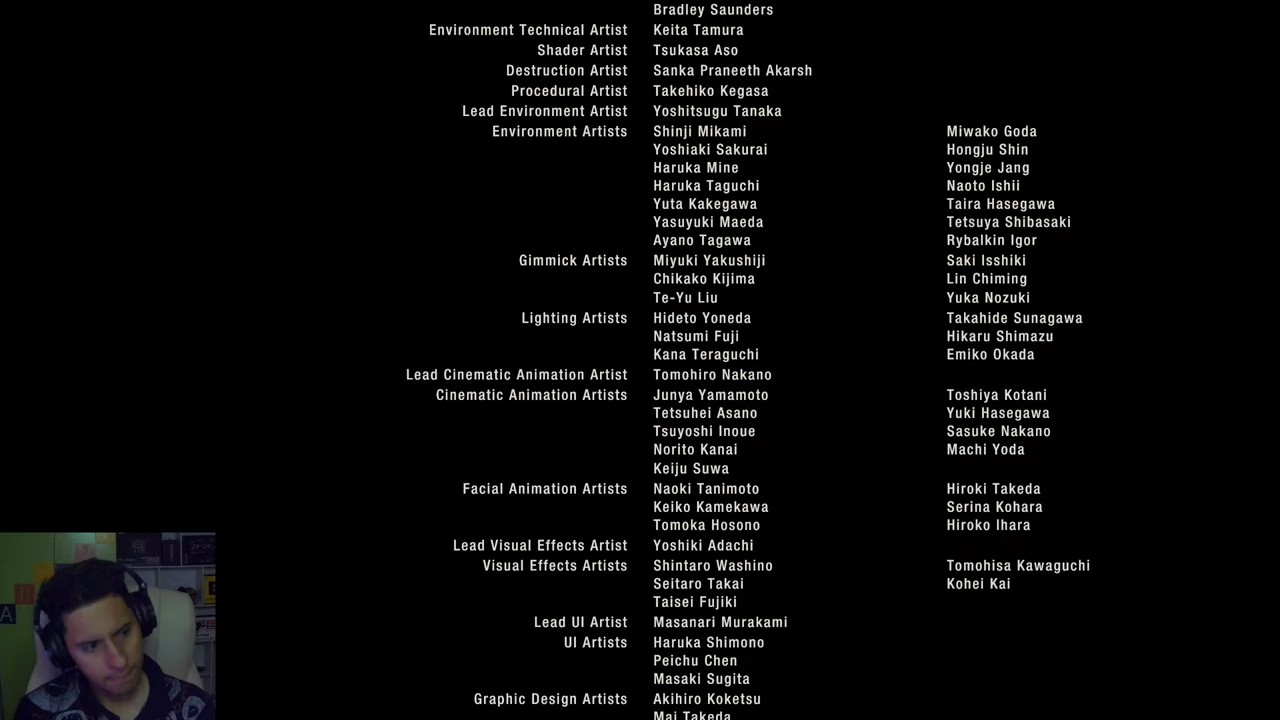 Bradley Saunders
Environment Technical Artist Keita Tamura
Shader Artist Tsukasa Aso
Destruction Artist Sanka Praneeth Akarsh
Procedural Artist Takehiko Kegasa
Lead Environment Artist Yoshitsugu Tanaka
Environment Artists Shinji Mikami Miwako Goda
Yoshiaki Sakurai Hongju Shin
Haruka Mine Yongje Jang
Haruka Taguchi Naoto Ishii
Yuta Kakegawa Taira Hasegawa
Yasuyuki Maeda Tetsuya Shibasaki
Ayano Tagawa Rybalkin Igor
Gimmick Artists Miyuki Yakushiji Saki Isshiki
Chikako Kijima Lin Chiming
Te-Yu Liu Yuka Nozuki
Lighting Artists Hideto Yoneda Takahide Sunagawa
Natsumi Fuji Hikaru Shimazu
Kana Teraguchi Emiko Okada
Lead Cinematic Animation Artist Tomohiro Nakano
Cinematic Animation Artists Junya Yamamoto Toshiya Kotani
Tetsuhei Asano Yuki Hasegawa
Tsuyoshi Inoue Sasuke Nakano
Norito Kanai Machi Yoda
Keiju Suwa
Facial Animation Artists Naoki Tanimoto Hiroki Takeda
Keiko Kamekawa Serina Kohara
Tomoka Hosono Hiroko Ihara
Lead Visual Effects Artist Yoshiki Adachi
Visual Effects Artists Shintaro Washino Tomohisa Kawaguchi
Seitaro Takai Kohei Kai
Taisei Fujiki
Lead UI Artist Masanari Murakami
UI Artists Haruka Shimono
Peichu Chen
Masaki Sugita
Graphic Design Artists Akihiro Koketsu
Mai Takeda